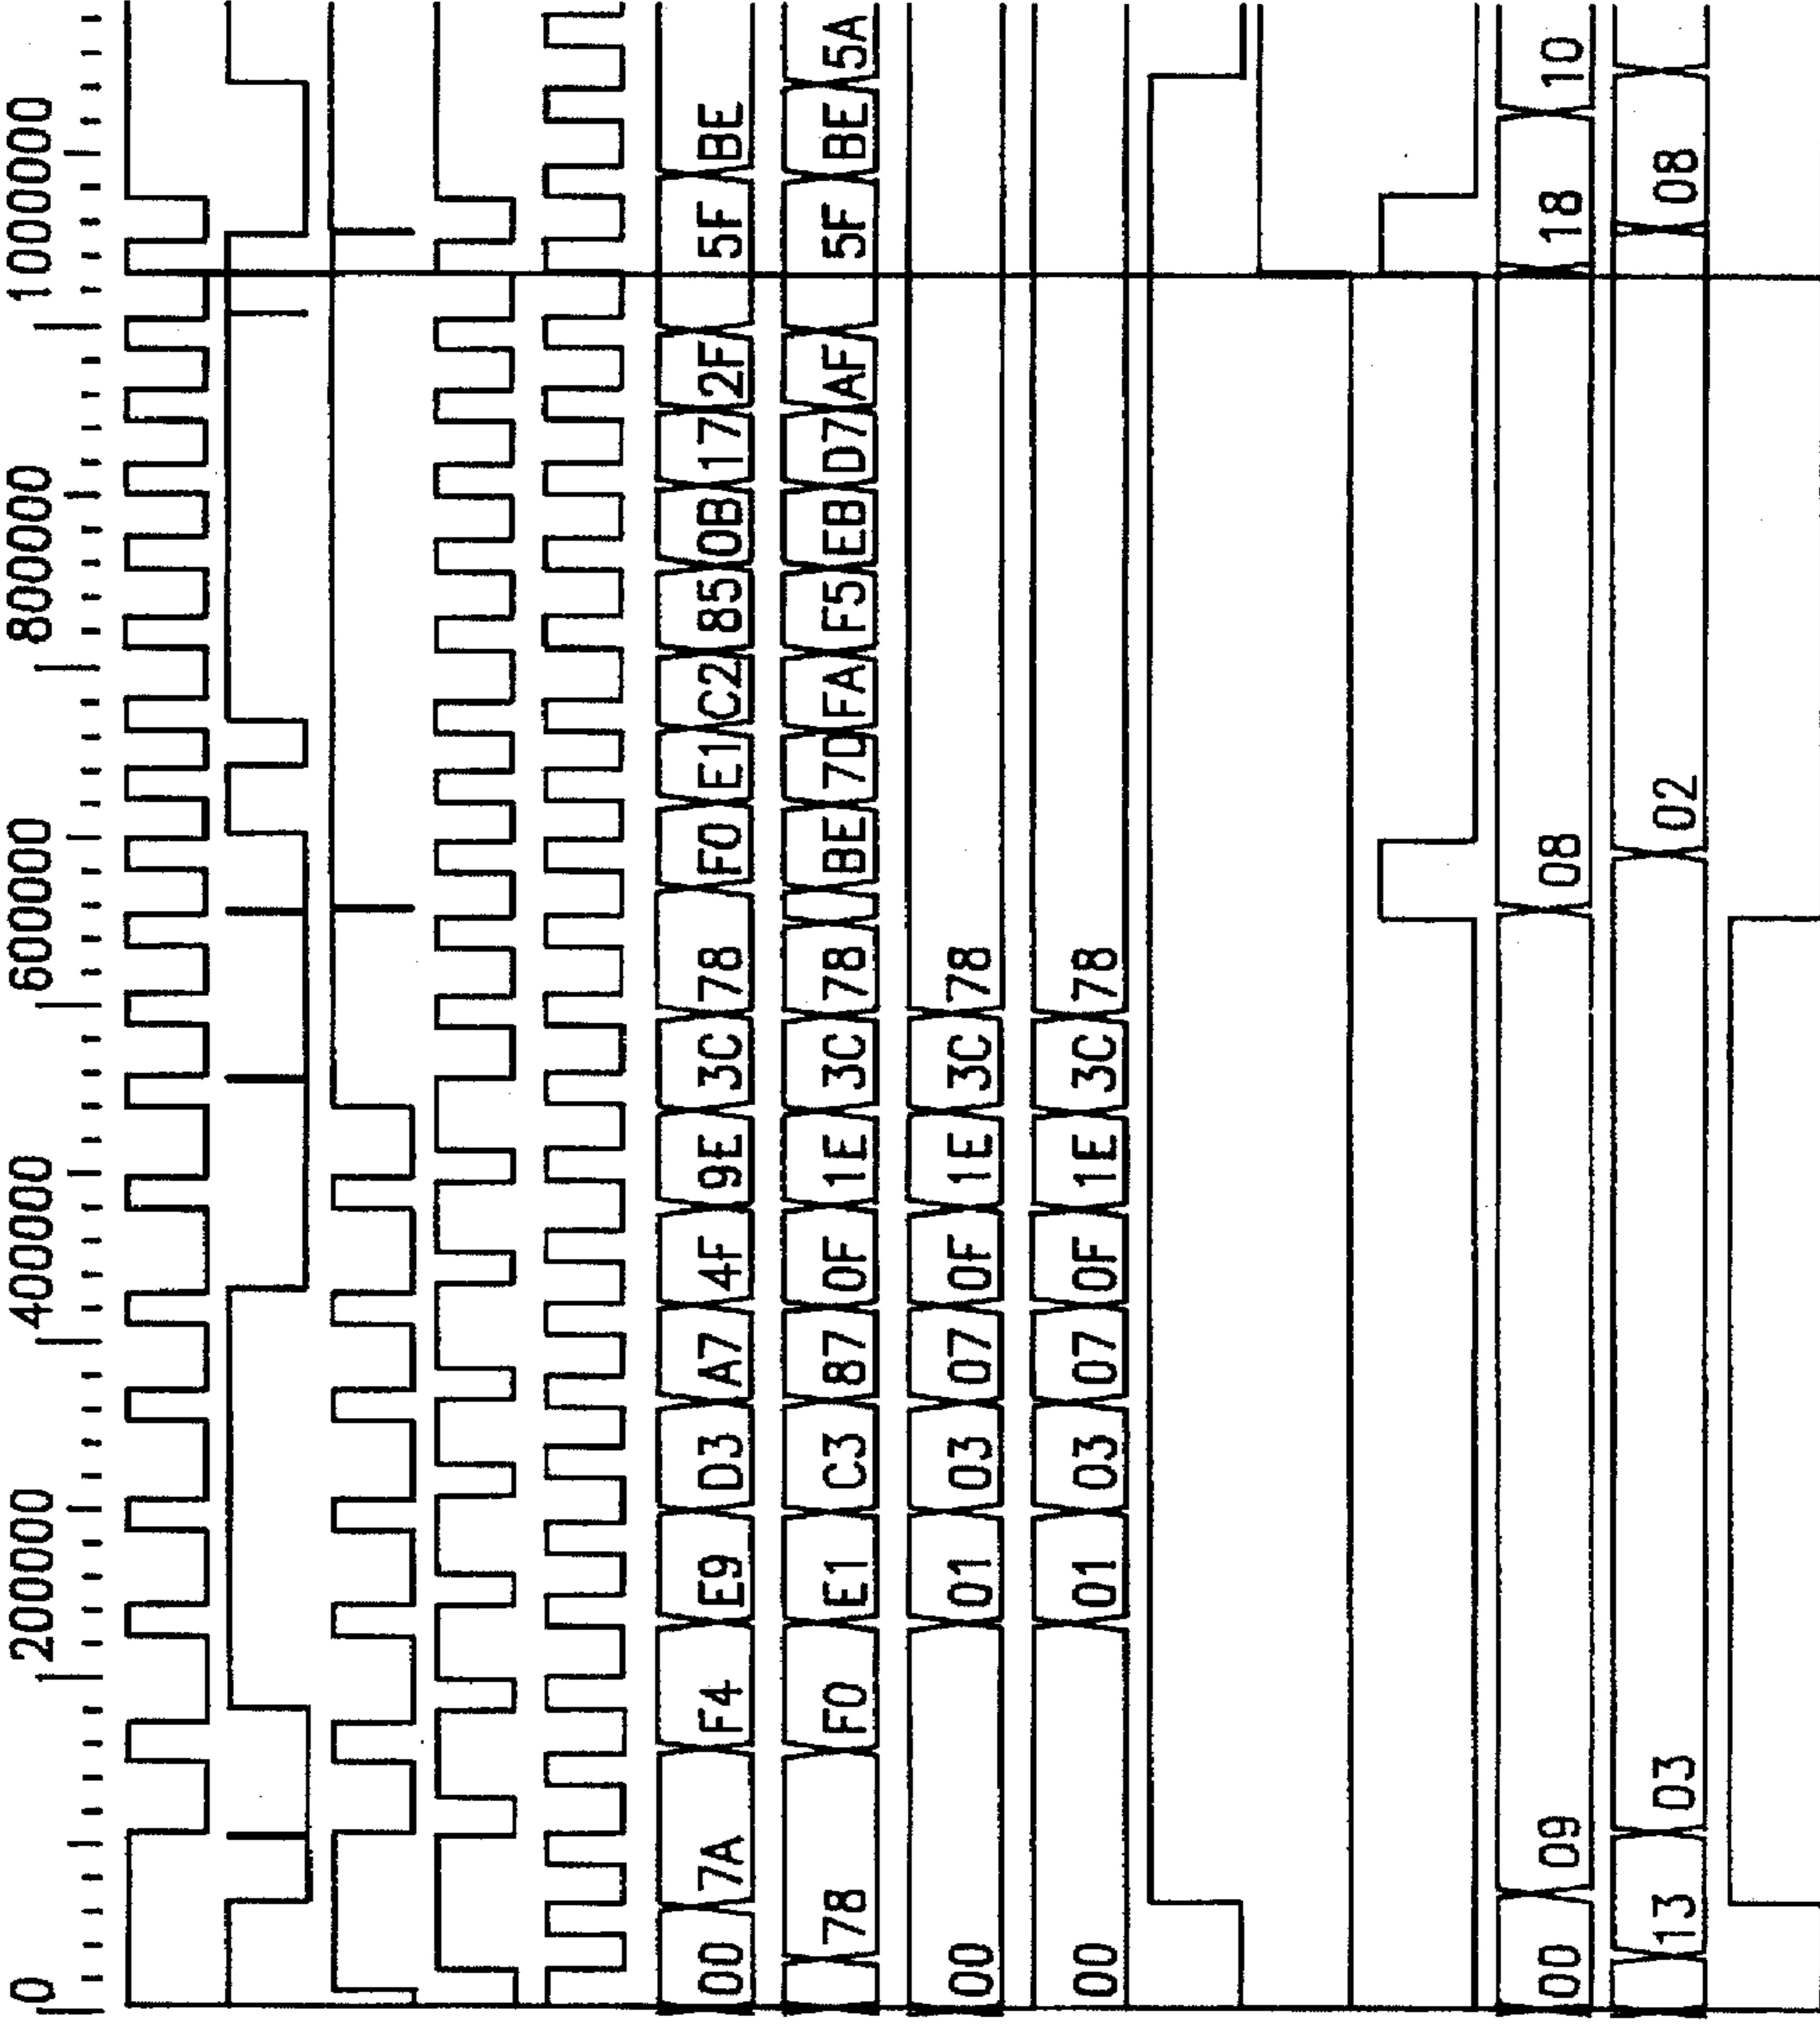 0 200000 400000 600000 800000 1000000
00 7A F4 E9 D3 A7 4F 9E 3C 78 F0 E1 C2 85 0B 17 2F 5F BE
78 F0 E1 C3 87 0F 1E 3C 78 BE 7D FA F5 EB D7 AF 5F BE 5A
00 01 03 07 0F 1E 3C 78
00 01 03 07 0F 1E 3C 78
00 09 08 18 10
13 03 02 08